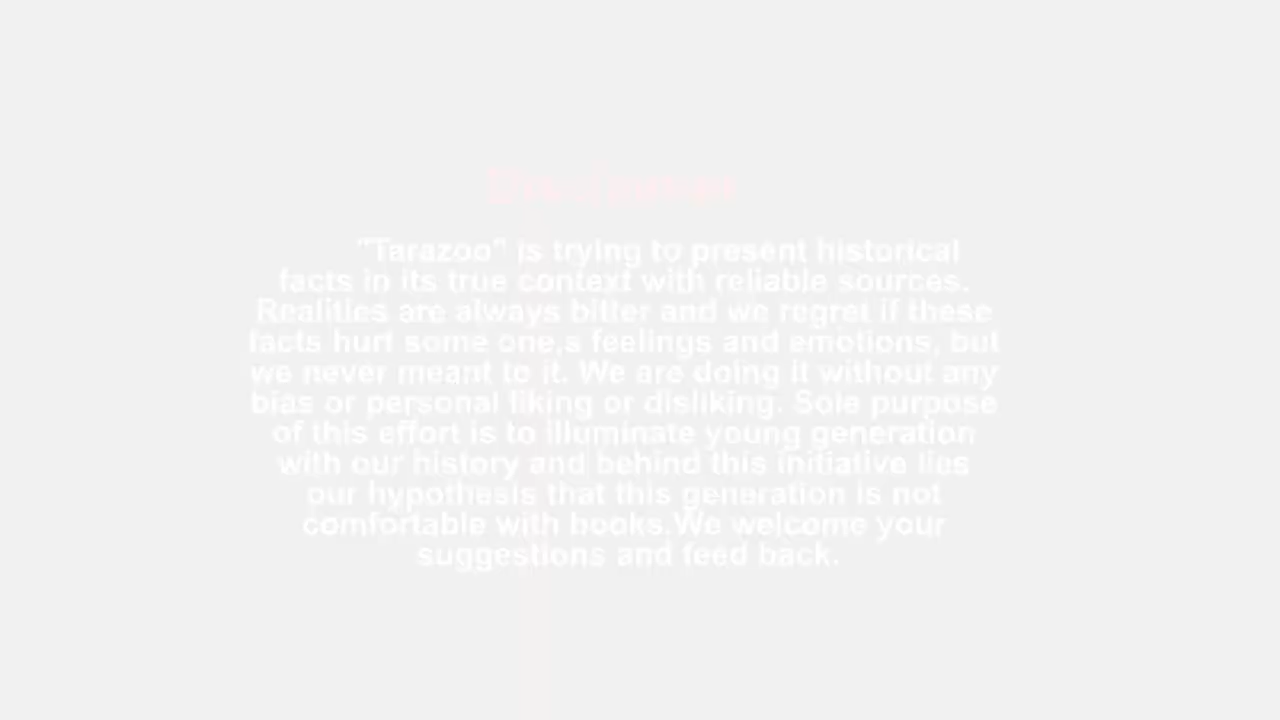 Disclaimer
"Tarazoo" is trying to present historical
facts in its true context with reliable sources.
Realities are always bitter and we regret if these
facts hurt some one,s feelings and emotions, but
we never meant to it. We are doing it without any
bias or personal liking or disliking. Sole purpose
of this effort is to illuminate young generation
with our history and behind this initiative lies
our hypothesis that this generation is not
comfortable with books.We welcome your
suggestions and feed back.